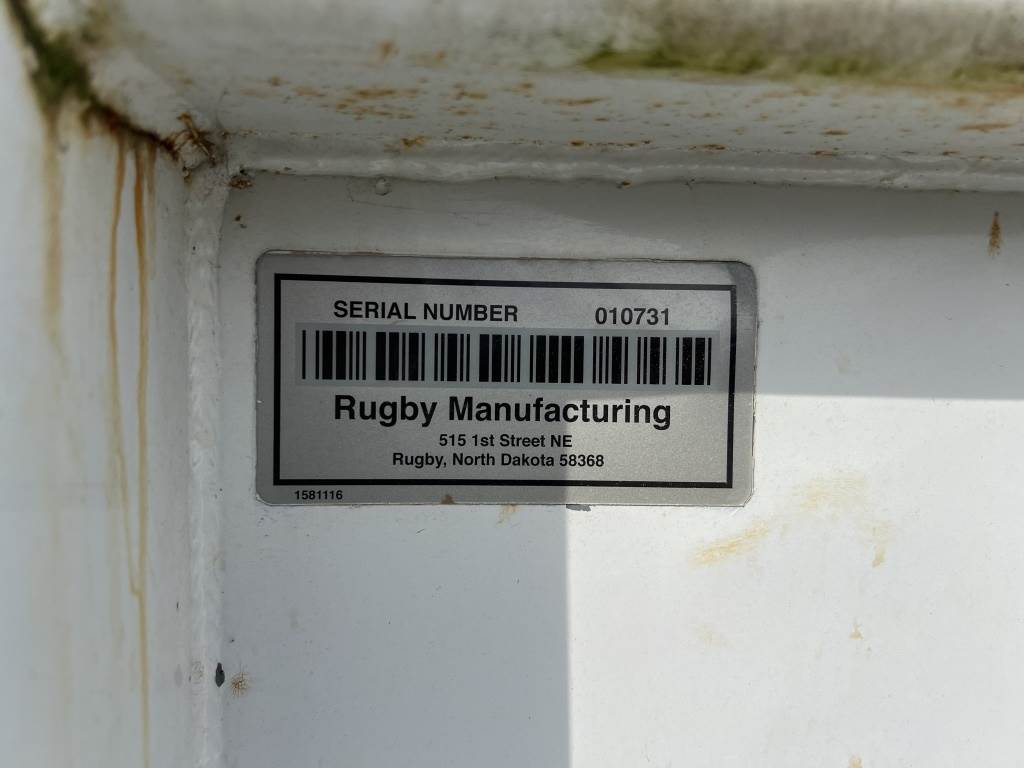 SERIAL NUMBER 010731
Rugby Manufacturing
515 1st Street NE
Rugby, North Dakota 58368
1581116